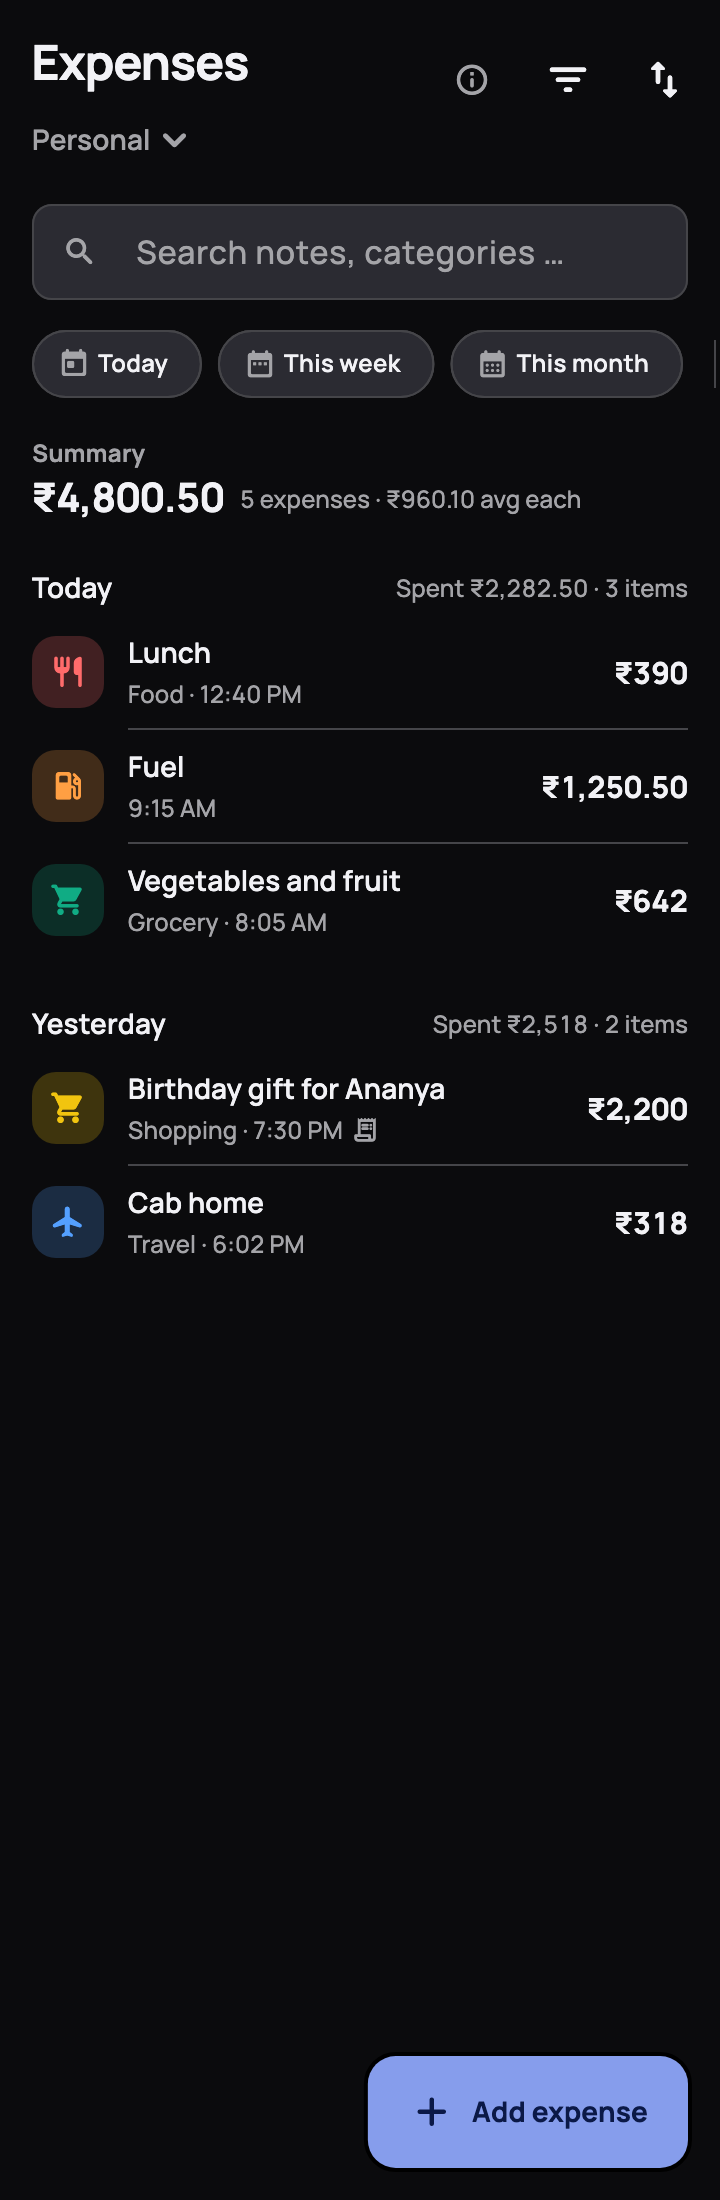 Expenses
Personal
Search notes, categories ...
Today
This week
This month
Summary
₹4,800.50 5 expenses · ₹960.10 avg each
Today
Spent ₹2,282.50 · 3 items
Lunch
₹390
Food · 12:40 PM
Fuel
₹1,250.50
9:15 AM
Vegetables and fruit
₹642
Grocery · 8:05 AM
Yesterday
Spent ₹2,518 · 2 items
Birthday gift for Ananya
₹2,200
Shopping · 7:30 PM
Cab home
₹318
Travel · 6:02 PM
Add expense